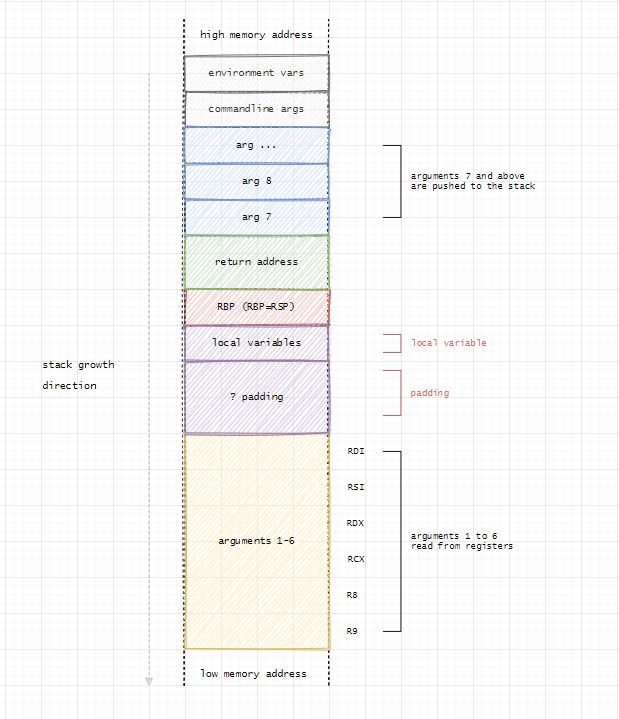 high memory address
environment vars
commandline args
arg ...
arg 8
arg 7
arguments 7 and above
are pushed to the stack
return address
RBP (RBP=RSP)
local variables
local variable
stack growth
direction
? padding
padding
RDI
RSI
RDX
arguments 1-6
arguments 1 to 6
read from registers
RCX
R8
R9
low memory address